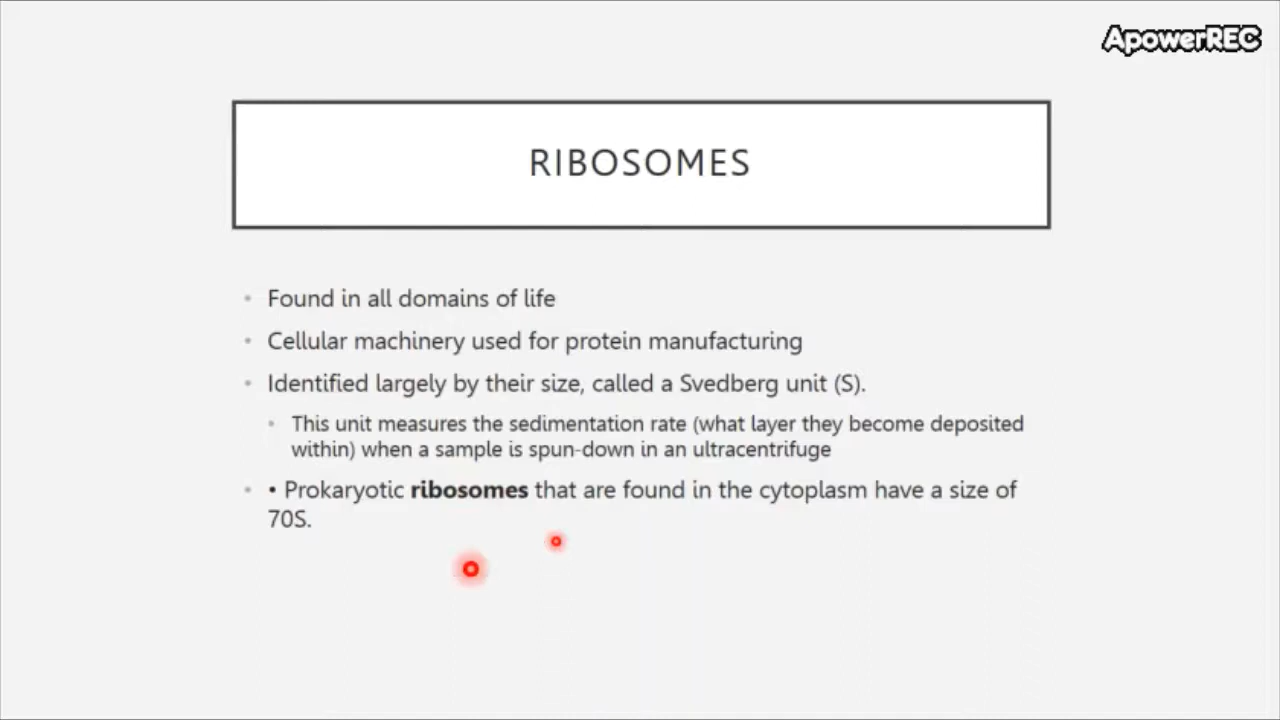 ApowerREC
RIBOSOMES
• Found in all domains of life
• Cellular machinery used for protein manufacturing
• Identified largely by their size, called a Svedberg unit (S).
• This unit measures the sedimentation rate (what layer they become deposited
within) when a sample is spun-down in an ultracentrifuge
• • Prokaryotic ribosomes that are found in the cytoplasm have a size of
70S.